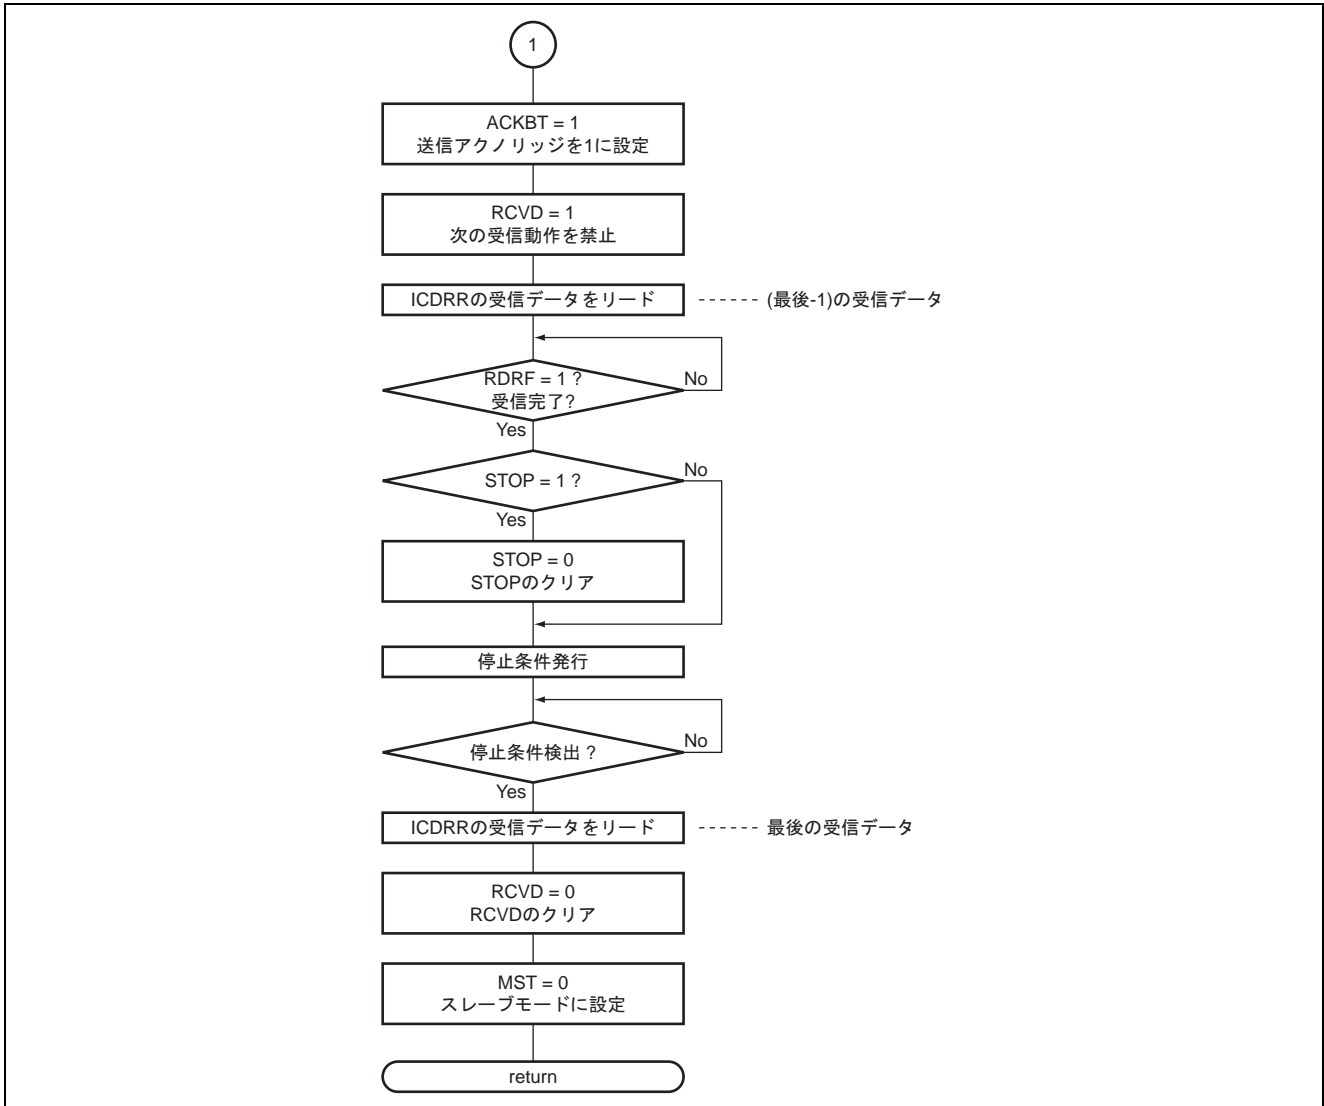 1
ACKBT = 1
送信アクノリッジを1に設定
RCVD = 1
次の受信動作を禁止
ICDRRの受信データをリード ------ (最後-1)の受信データ
RDRF = 1 ?
受信完了?
No
Yes
STOP = 1 ?
No
Yes
STOP = 0
STOPのクリア
停止条件発行
停止条件検出 ?
No
Yes
ICDRRの受信データをリード ------ 最後の受信データ
RCVD = 0
RCVDのクリア
MST = 0
スレーブモードに設定
return